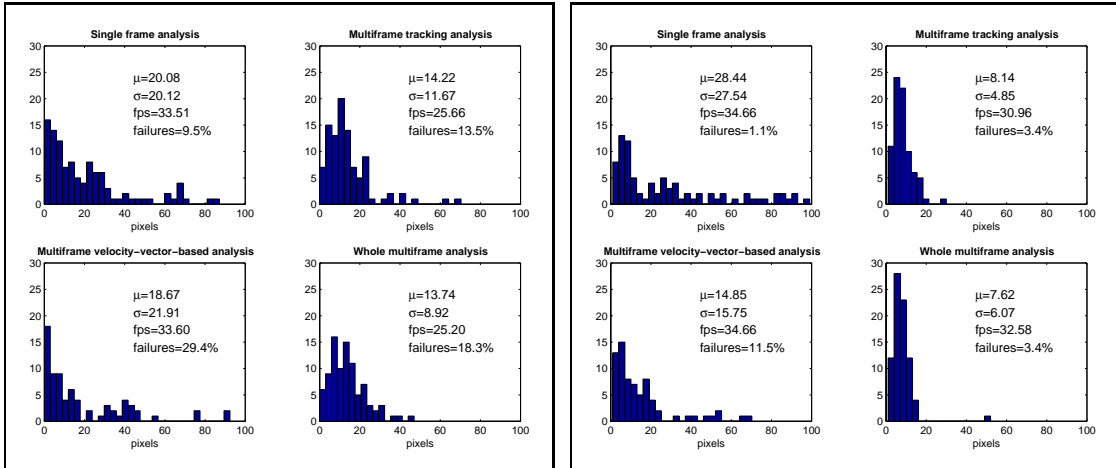 Single frame analysis
30
25
20
15
10
5
0
μ=20.08
σ=20.12
fps=33.51
failures=9.5%
0 20 40 60 80 100
pixels
Multiframe tracking analysis
30
25
20
15
10
5
0
μ=14.22
σ=11.67
fps=25.66
failures=13.5%
0 20 40 60 80 100
pixels
Multiframe velocity−vector−based analysis
30
25
20
15
10
5
0
μ=18.67
σ=21.91
fps=33.60
failures=29.4%
0 20 40 60 80 100
pixels
Whole multiframe analysis
30
25
20
15
10
5
0
μ=13.74
σ=8.92
fps=25.20
failures=18.3%
0 20 40 60 80 100
pixels
Single frame analysis
30
25
20
15
10
5
0
μ=28.44
σ=27.54
fps=34.66
failures=1.1%
0 20 40 60 80 100
pixels
Multiframe tracking analysis
30
25
20
15
10
5
0
μ=8.14
σ=4.85
fps=30.96
failures=3.4%
0 20 40 60 80 100
pixels
Multiframe velocity−vector−based analysis
30
25
20
15
10
5
0
μ=14.85
σ=15.75
fps=34.66
failures=11.5%
0 20 40 60 80 100
pixels
Whole multiframe analysis
30
25
20
15
10
5
0
μ=7.62
σ=6.07
fps=32.58
failures=3.4%
0 20 40 60 80 100
pixels